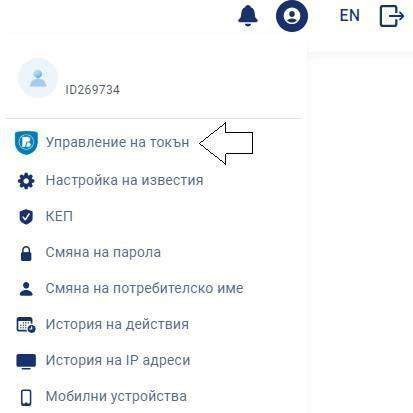 EN
ID269734
Управление на токън
Настройка на известия
КЕП
Смяна на парола
Смяна на потребителско име
История на действия
История на IP адреси
Мобилни устройства